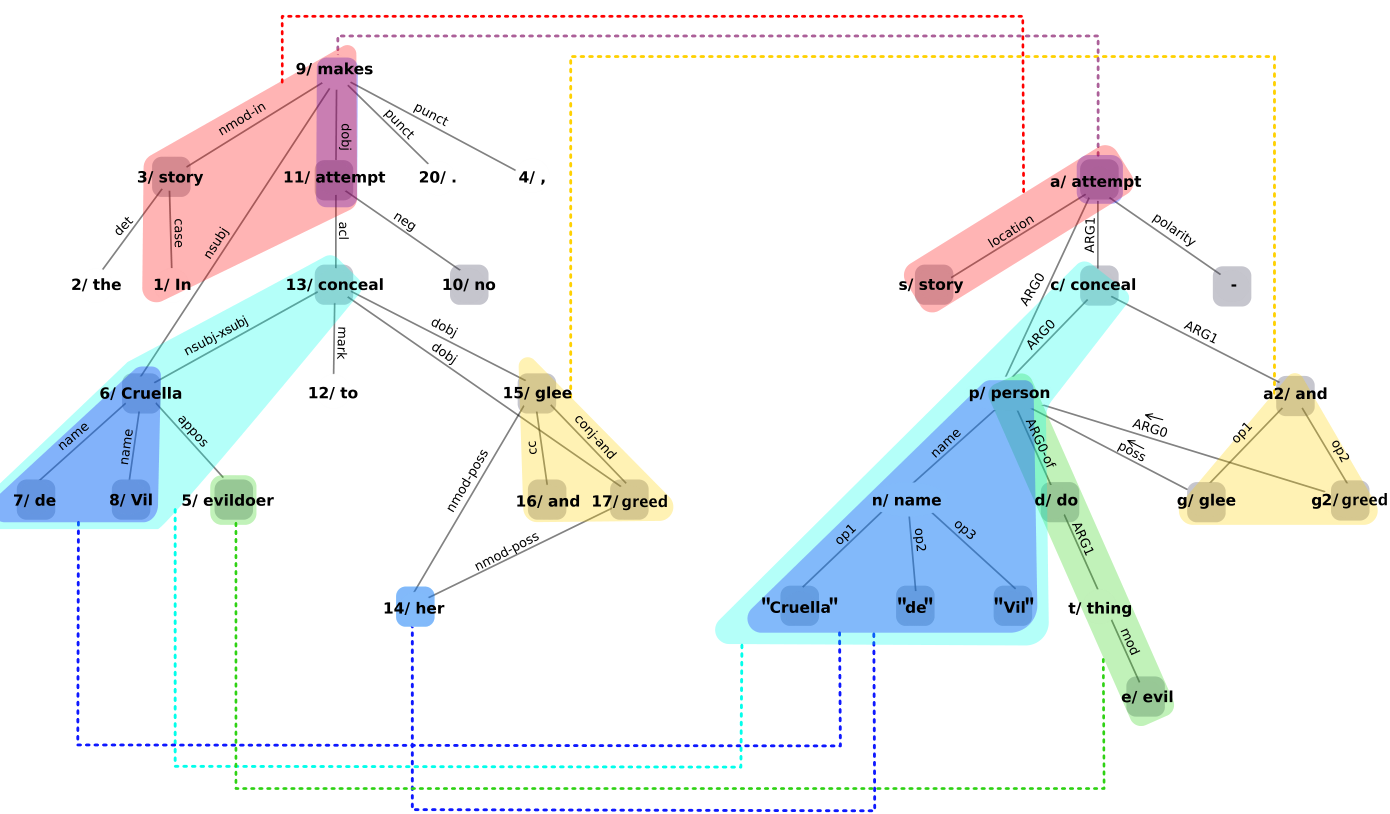 9/ makes
nmod-in
dobj
punct
punct
3/ story
11/ attempt
20/ .
4/ ,
a/ attempt
det
case
nsubj
acl
neg
location
ARG0
ARG1
polarity
2/ the
1/ In
13/ conceal
10/ no
s/ story
c/ conceal
-
nsubj-xsubj
mark
dobj
dobj
ARG0
ARG1
6/ Cruella
12/ to
15/ glee
p/ person
a2/ and
name
name
appos
nmod-poss
cc
conj-and
name
ARG0-of
poss
ARG0
op1
op2
7/ de
8/ Vil
5/ evildoer
16/ and
17/ greed
n/ name
d/ do
g/ glee
g2/ greed
nmod-poss
op1
op2
op3
ARG1
14/ her
"Cruella"
"de"
"Vil"
t/ thing
mod
e/ evil